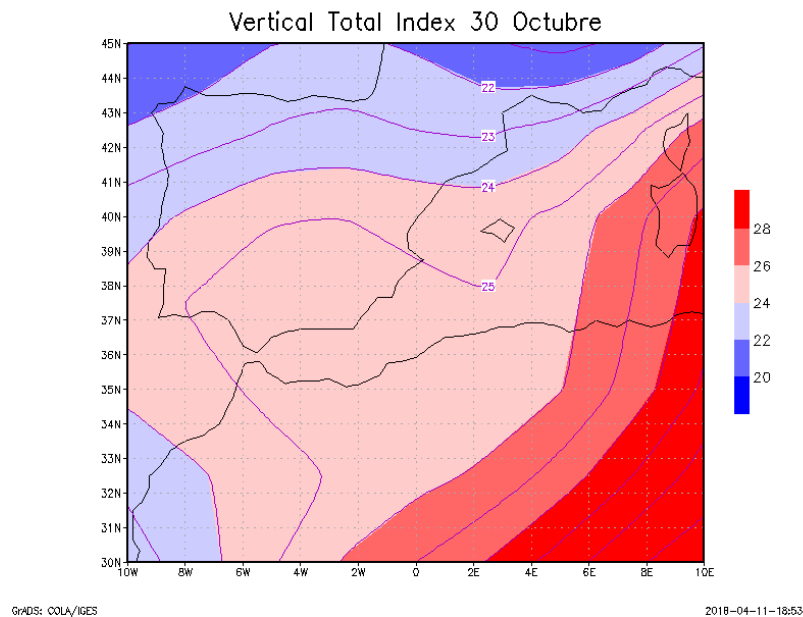 Vertical Total Index 30 Octubre
45N
44N
43N
42N
41N
40N
39N
38N
37N
36N
35N
34N
33N
32N
31N
30N
22
23
24
25
10W 8W 6W 4W 2W 0 2E 4E 6E 8E 10E
28
26
24
22
20
GrADS: COLA/IGES
2018-04-11-18:53